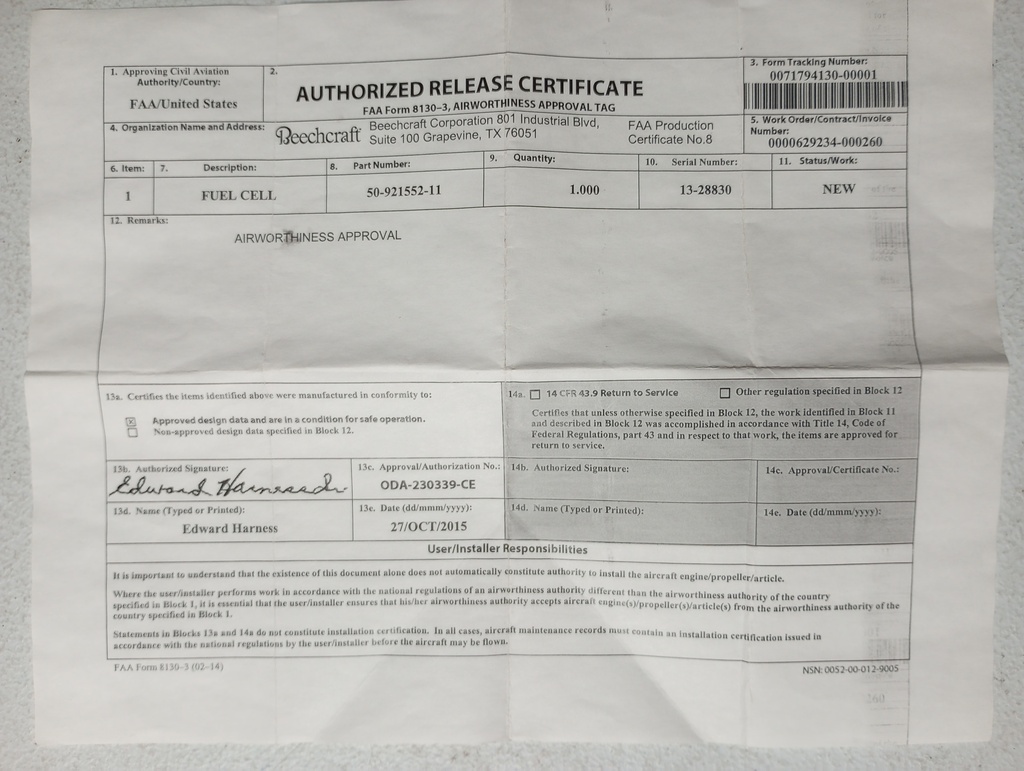 1. Approving Civil Aviation
Authority/Country:
FAA/United States
2.
AUTHORIZED RELEASE CERTIFICATE
FAA Form 8130–3, AIRWORTHINESS APPROVAL TAG
3. Form Tracking Number:
0071794130-00001
4. Organization Name and Address:
Beechcraft
Beechcraft Corporation 801 Industrial Blvd,
Suite 100 Grapevine, TX 76051
FAA Production
Certificate No.8
5. Work Order/Contract/Invoice
Number:
0000629234-000260
6. Item:
7. Description:
8. Part Number:
9. Quantity:
10. Serial Number:
11. Status/Work:
1
FUEL CELL
50-921552-11
1.000
13-28830
NEW
12. Remarks:
AIRWORTHINESS APPROVAL
13a. Certifies the items identified above were manufactured in conformity to:
Approved design data and are in a condition for safe operation.
Non-approved design data specified in Block 12.
14a. 14 CFR 43.9 Return to Service
Other regulation specified in Block 12
Certifies that unless otherwise specified in Block 12, the work identified in Block 11
and described in Block 12 was accomplished in accordance with Title 14, Code of
Federal Regulations, part 43 and in respect to that work, the items are approved for
return to service.
13b. Authorized Signature:
Edward Harness
13c. Approval/Authorization No.:
ODA-230339-CE
14b. Authorized Signature:
14c. Approval/Certificate No.:
13d. Name (Typed or Printed):
Edward Harness
13e. Date (dd/mmm/yyyy):
27/OCT/2015
14d. Name (Typed or Printed):
14e. Date (dd/mmm/yyyy):
User/Installer Responsibilities
It is important to understand that the existence of this document alone does not automatically constitute authority to install the aircraft engine/propeller/article.
Where the user/installer performs work in accordance with the national regulations of an airworthiness authority different than the airworthiness authority of the country
specified in Block 1, it is essential that the user/installer ensures that his/her airworthiness authority accepts aircraft engine(s)/propeller(s)/article(s) from the airworthiness authority of the
country specified in Block 1.
Statements in Blocks 13a and 14a do not constitute installation certification. In all cases, aircraft maintenance records must contain an installation certification issued in
accordance with the national regulations by the user/installer before the aircraft may be flown.
FAA Form 8130–3 (02-14)
NSN: 0052-00-012-9005